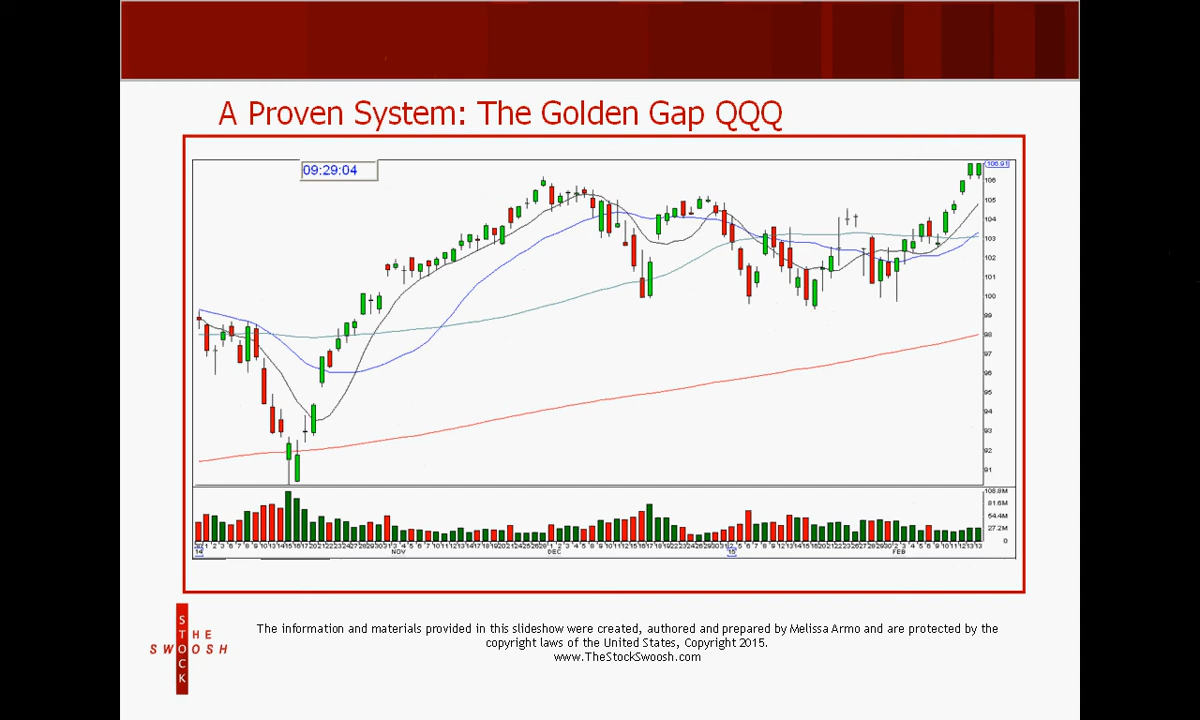 A Proven System: The Golden Gap QQQ
09:29:04
106.91
106
105
104
103
102
101
100
99
98
97
96
95
94
93
92
91
108.8M
81.6M
54.4M
27.2M
0
14
NOV
DEC
15
FEB
STOCK
THE
SWOOSH
The information and materials provided in this slideshow were created, authored and prepared by Melissa Armo and are protected by the
copyright laws of the United States, Copyright 2015.
www.TheStockSwoosh.com